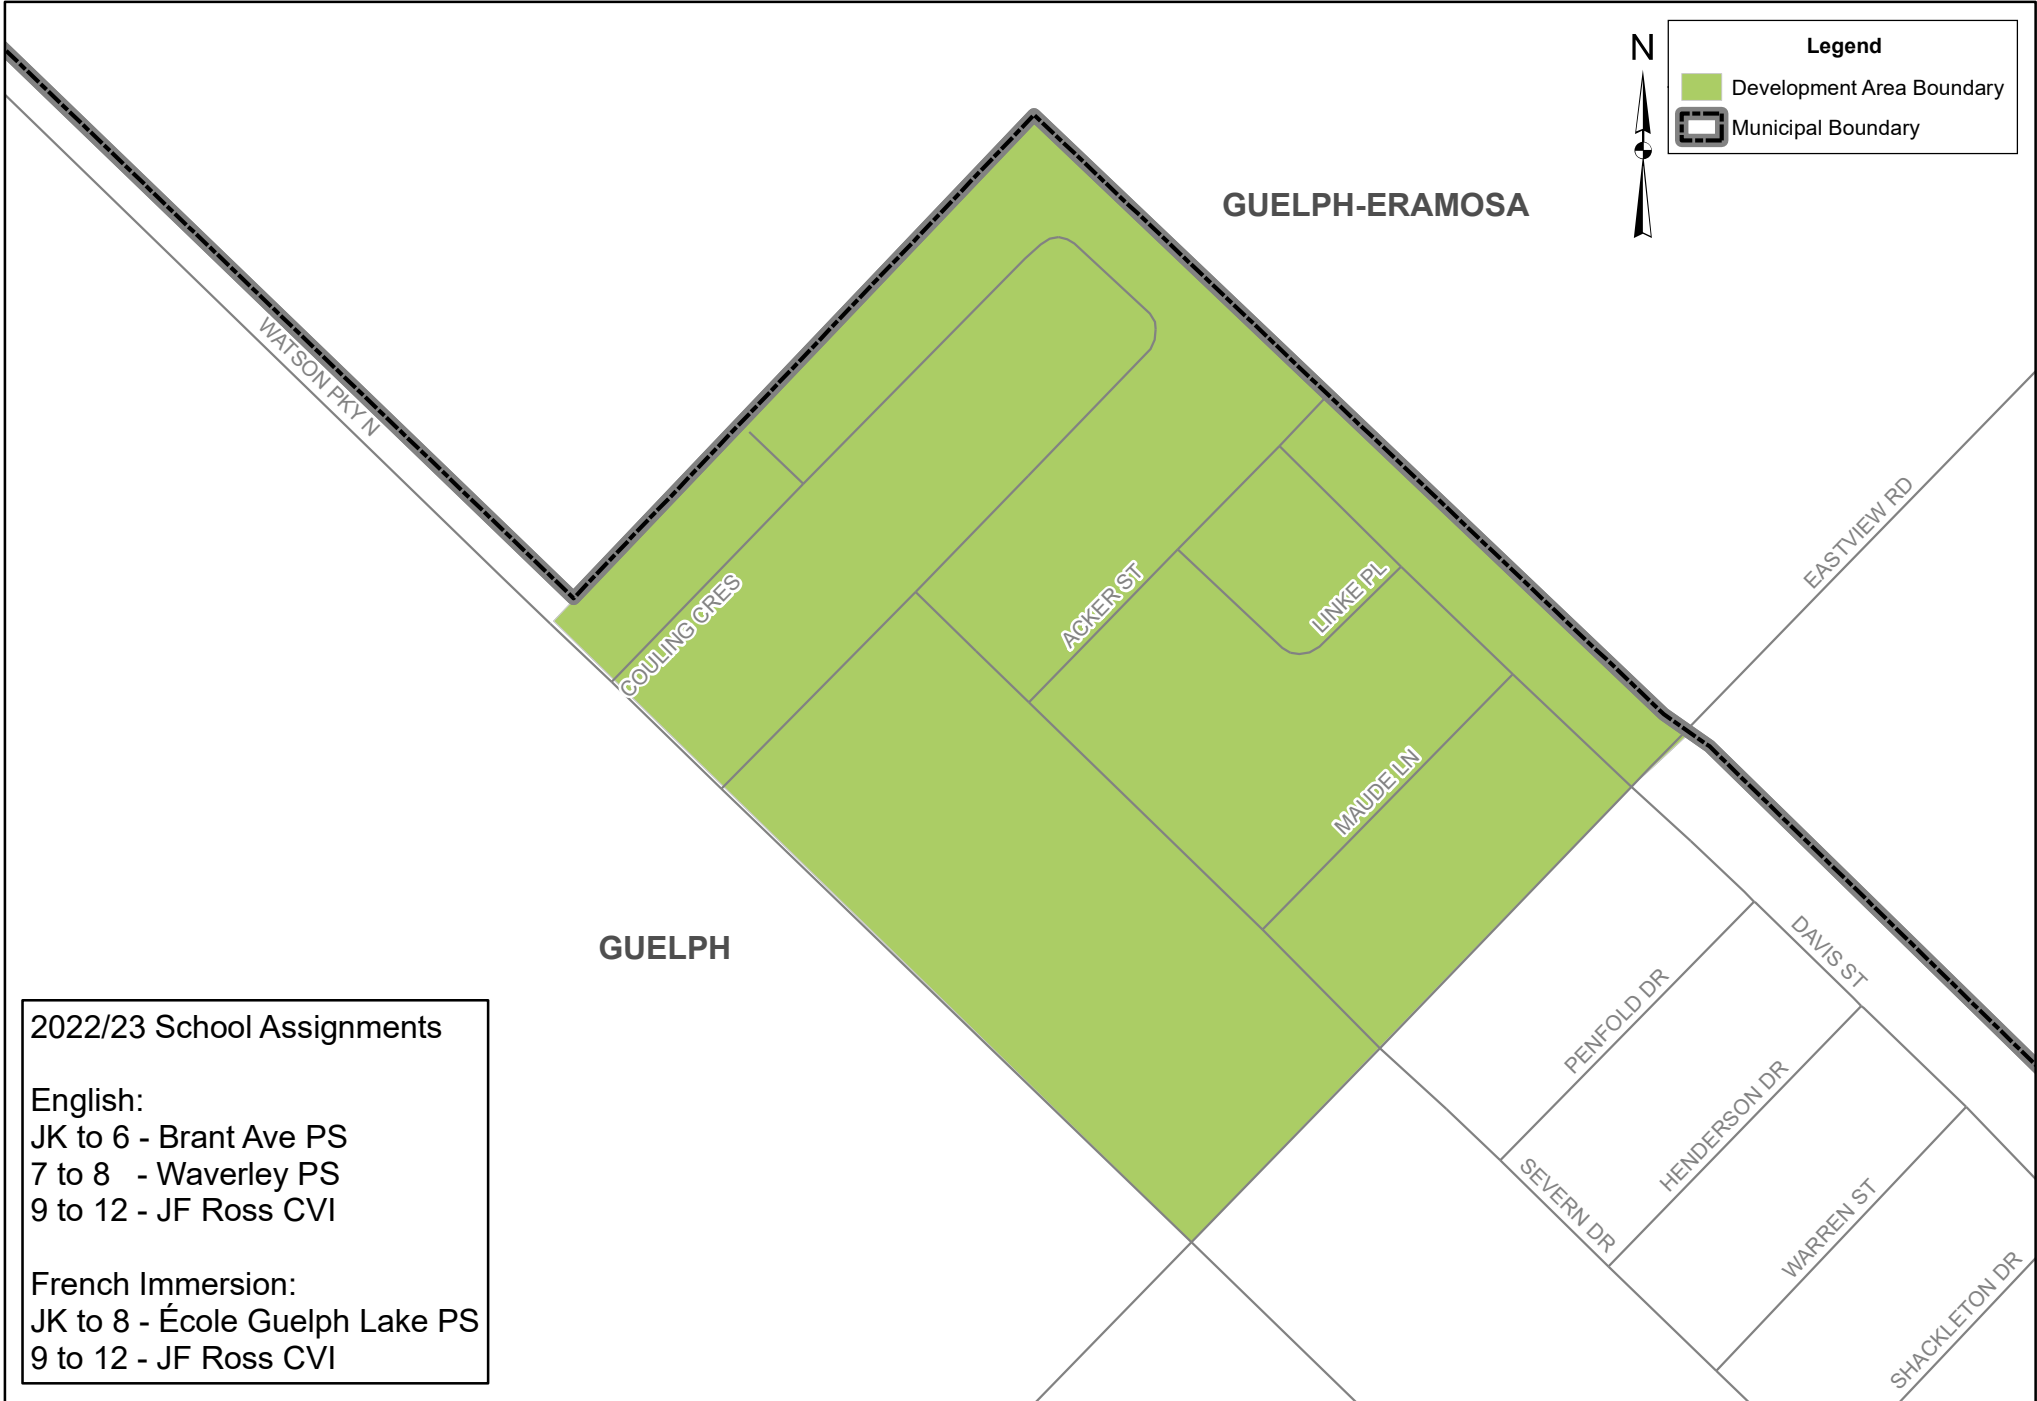 N
Legend
Development Area Boundary
Municipal Boundary
GUELPH-ERAMOSA
WATSON PKY N
EASTVIEW RD
COULING CRES
ACKER ST
LINKE PL
MAUDE LN
GUELPH
DAVIS ST
PENFOLD DR
HENDERSON DR
SEVERN DR
WARREN ST
SHACKLETON DR
2022/23 School Assignments
English:
JK to 6 - Brant Ave PS
7 to 8 - Waverley PS
9 to 12 - JF Ross CVI
French Immersion:
JK to 8 - École Guelph Lake PS
9 to 12 - JF Ross CVI